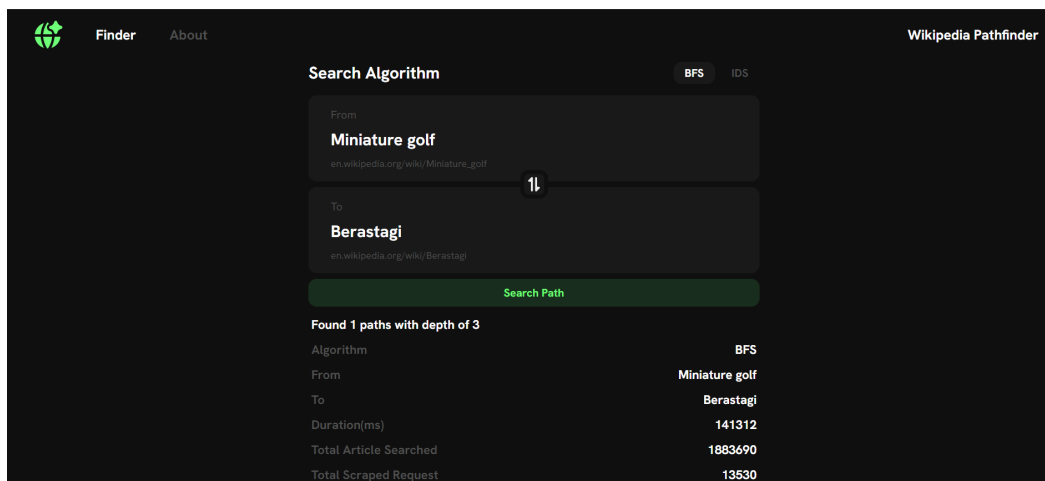 Finder About Wikipedia Pathfinder
Search Algorithm BFS IDS
From
Miniature golf
en.wikipedia.org/wiki/Miniature_golf
To
Berastagi
en.wikipedia.org/wiki/Berastagi
Search Path
Found 1 paths with depth of 3
Algorithm BFS
From Miniature golf
To Berastagi
Duration(ms) 141312
Total Article Searched 1883690
Total Scraped Request 13530